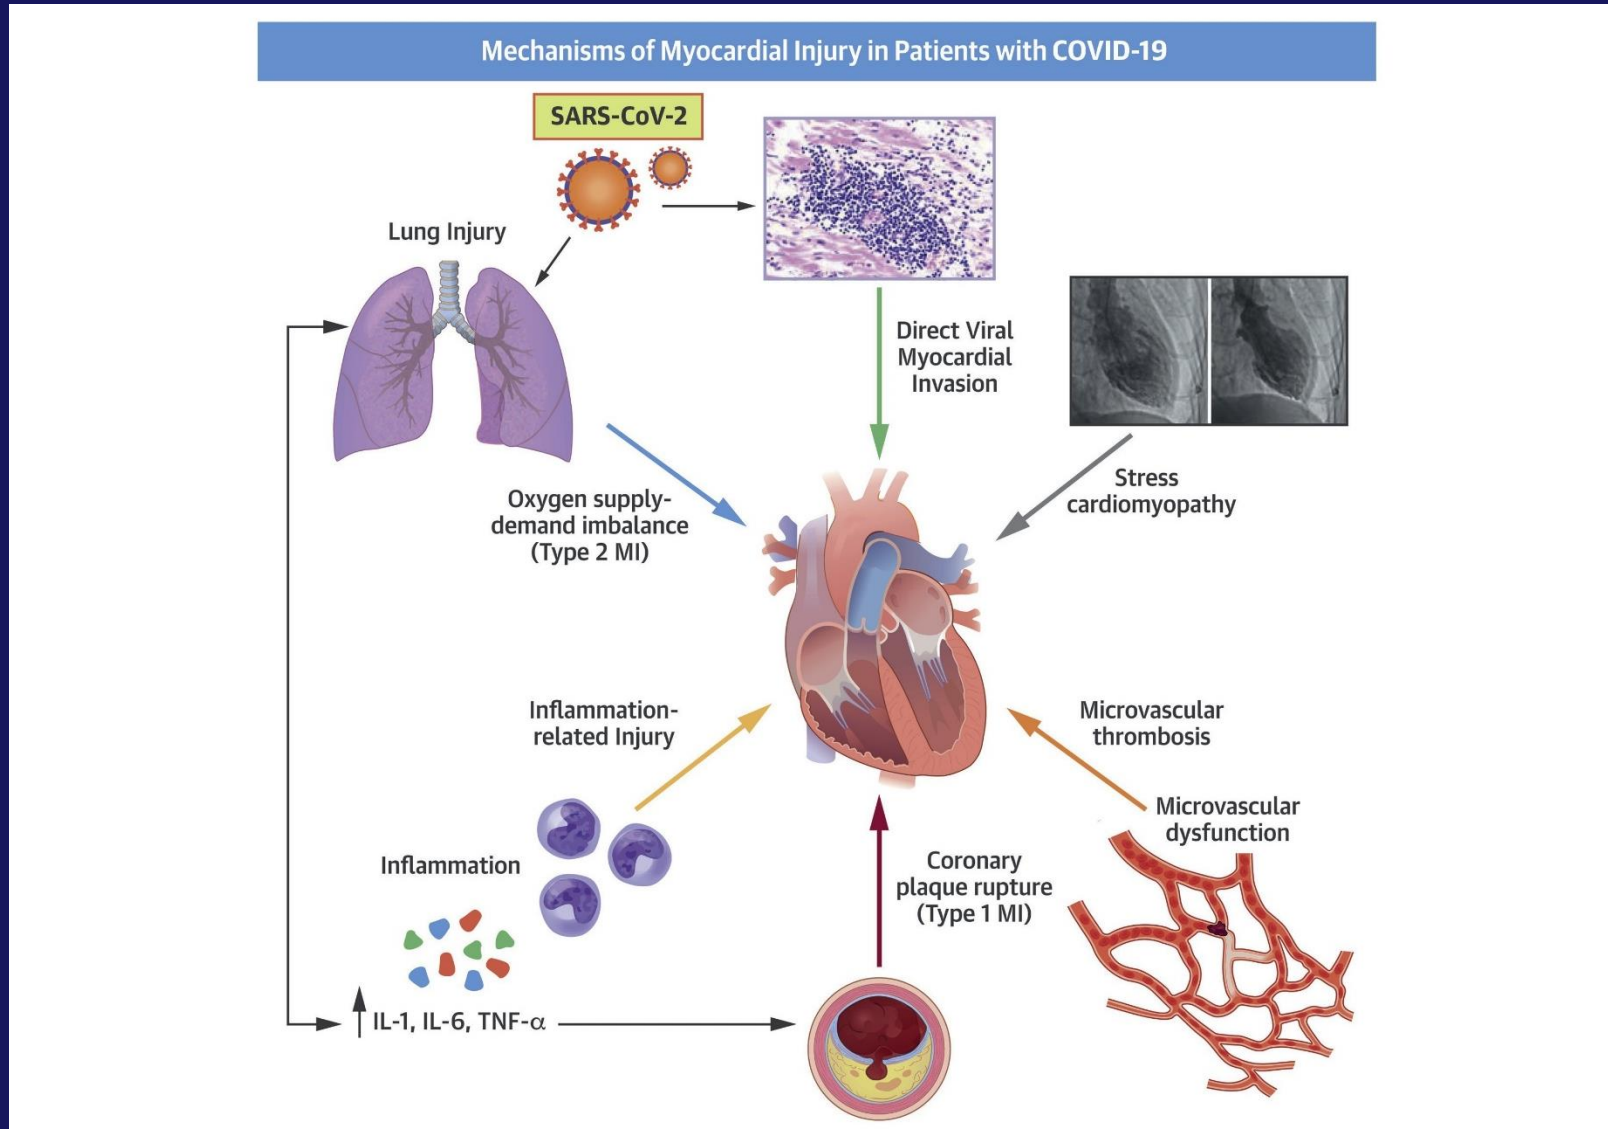 Mechanisms of Myocardial Injury in Patients with COVID-19
SARS-CoV-2
Lung Injury
Direct Viral
Myocardial
Invasion
Stress
cardiomyopathy
Oxygen supply-
demand imbalance
(Type 2 MI)
Inflammation-
related Injury
Microvascular
thrombosis
Microvascular
dysfunction
Inflammation
Coronary
plaque rupture
(Type 1 MI)
IL-1, IL-6, TNF-α